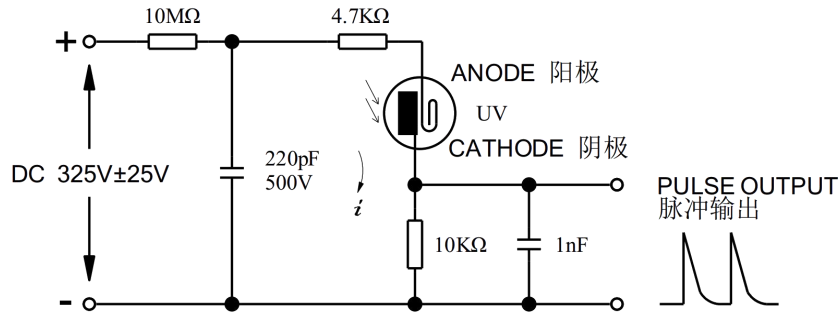 10MΩ
4.7KΩ
+
ANODE 阳极
UV
CATHODE 阴极
DC 325V±25V
220pF
500V
i
PULSE OUTPUT
脉冲输出
10KΩ
1nF
-